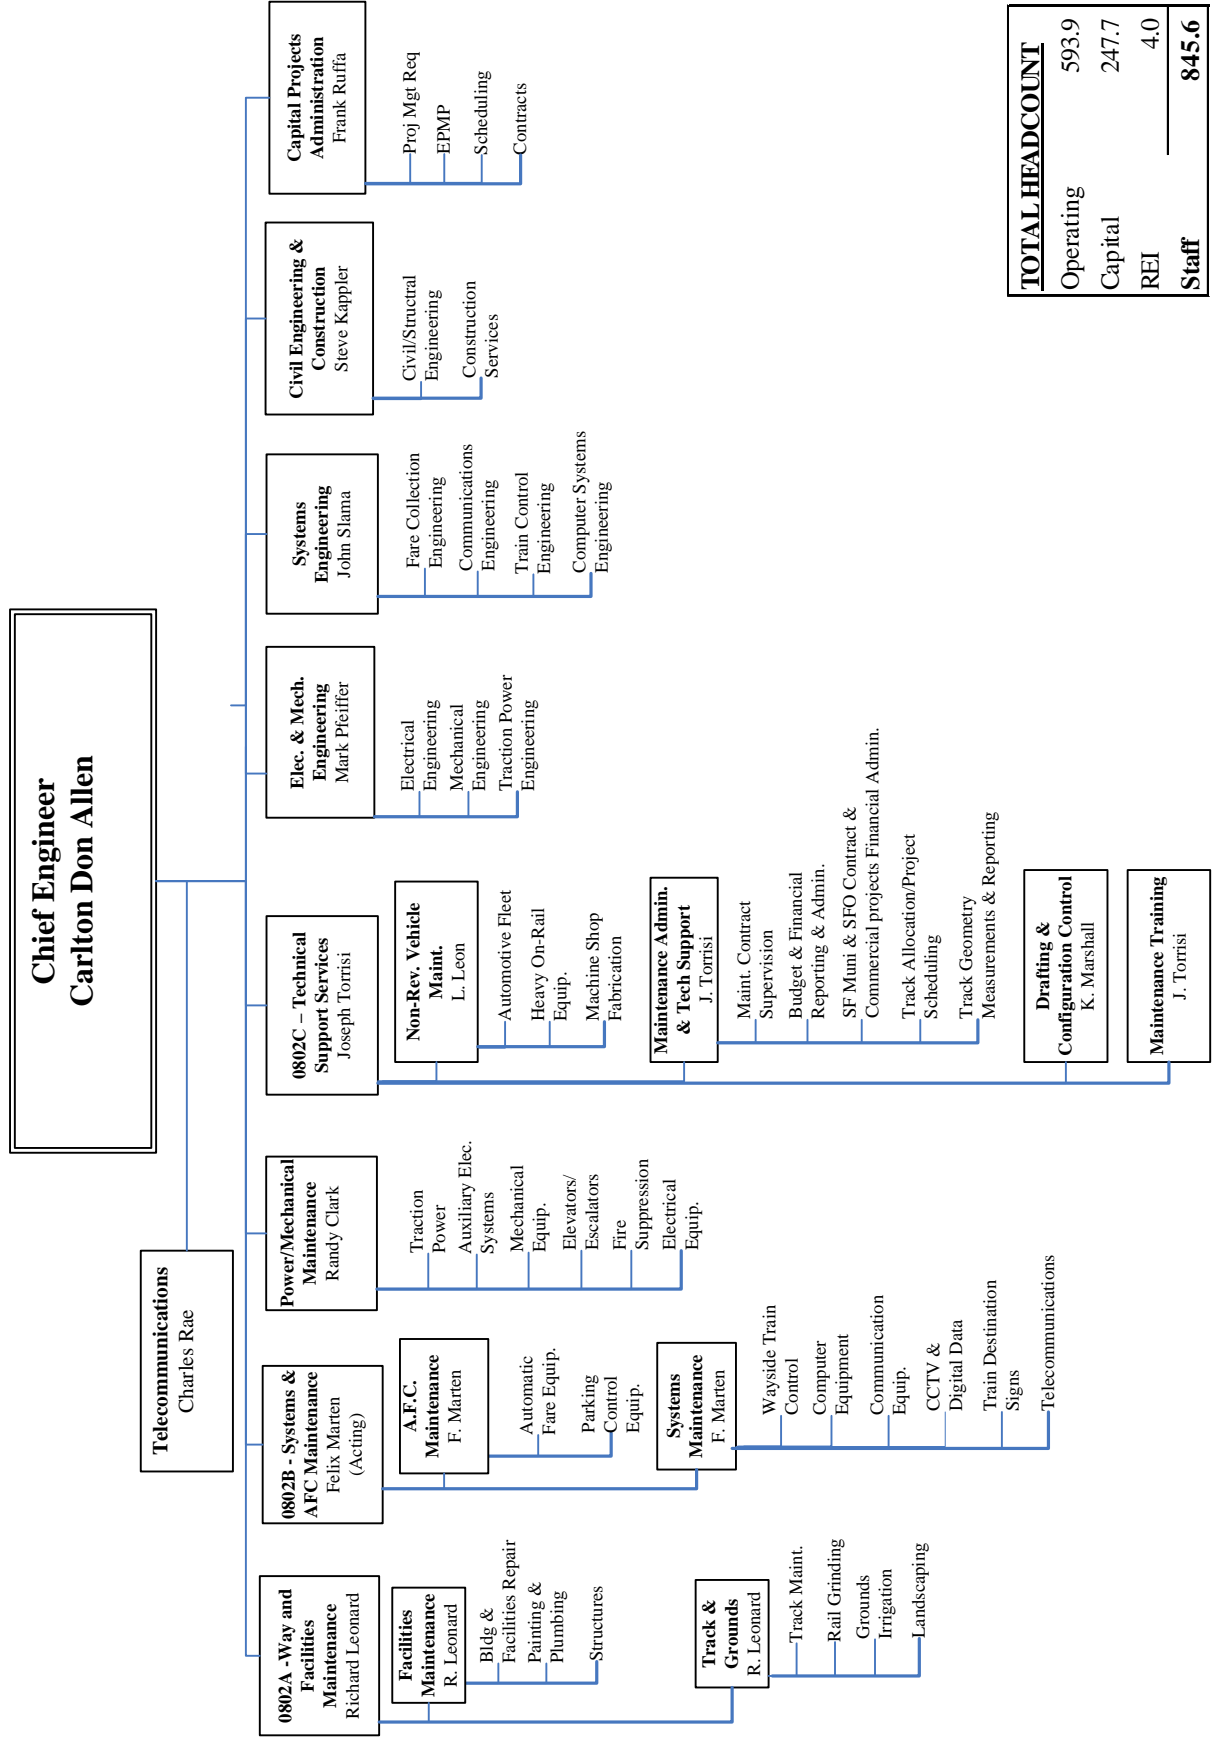 Chief Engineer
Carlton Don Allen
Telecommunications
Charles Rae
0802A -Way and
Facilities
Maintenance
Richard Leonard
Facilities
Maintenance
R. Leonard
Bldg &
Facilities Repair
Painting &
Plumbing
Structures
Track &
Grounds
R. Leonard
Track Maint.
Rail Grinding
Grounds
Irrigation
Landscaping
0802B - Systems &
AFC Maintenance
Felix Marten
(Acting)
A.F.C.
Maintenance
F. Marten
Automatic
Fare Equip.
Parking
Control
Equip.
Systems
Maintenance
F. Marten
Wayside Train
Control
Computer
Equipment
Communication
Equip.
CCTV &
Digital Data
Train Destination
Signs
Telecommunications
Power/Mechanical
Maintenance
Randy Clark
Traction
Power
Auxiliary Elec.
Systems
Mechanical
Equip.
Elevators/
Escalators
Fire
Suppression
Electrical
Equip.
0802C – Technical
Support Services
Joseph Torrisi
Non-Rev. Vehicle
Maint.
L. Leon
Automotive Fleet
Heavy On-Rail
Equip.
Machine Shop
Fabrication
Maintenance Admin.
& Tech Support
J. Torrisi
Maint. Contract
Supervision
Budget & Financial
Reporting & Admin.
SF Muni & SFO Contract &
Commercial projects Financial Admin.
Track Allocation/Project
Scheduling
Track Geometry
Measurements & Reporting
Drafting &
Configuration Control
K. Marshall
Maintenance Training
J. Torrisi
Elec. & Mech.
Engineering
Mark Pfeiffer
Electrical
Engineering
Mechanical
Engineering
Traction Power
Engineering
Systems
Engineering
John Slama
Fare Collection
Engineering
Communications
Engineering
Train Control
Engineering
Computer Systems
Engineering
Civil Engineering &
Construction
Steve Kappler
Civil/Structral
Engineering
Construction
Services
Capital Projects
Administration
Frank Ruffa
Proj Mgt Req
EPMP
Scheduling
Contracts
TOTAL HEADCOUNT
Operating 593.9
Capital 247.7
REI 4.0
Staff 845.6